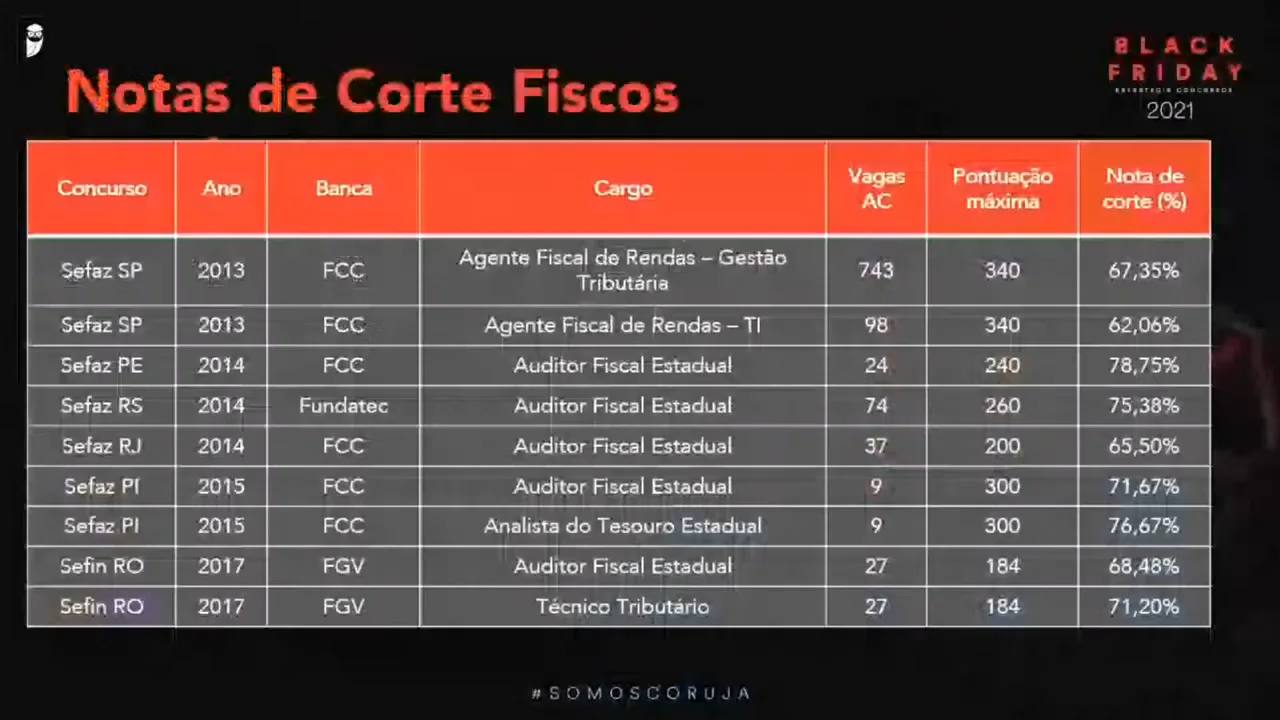 BLACK
FRIDAY
ESTRATÉGIA CONCURSOS
2021
Notas de Corte Fiscos
Concurso Ano Banca Cargo Vagas AC Pontuação máxima Nota de corte (%)
Sefaz SP 2013 FCC Agente Fiscal de Rendas – Gestão Tributária 743 340 67,35%
Sefaz SP 2013 FCC Agente Fiscal de Rendas – TI 98 340 62,06%
Sefaz PE 2014 FCC Auditor Fiscal Estadual 24 240 78,75%
Sefaz RS 2014 Fundatec Auditor Fiscal Estadual 74 260 75,38%
Sefaz RJ 2014 FCC Auditor Fiscal Estadual 37 200 65,50%
Sefaz PI 2015 FCC Auditor Fiscal Estadual 9 300 71,67%
Sefaz PI 2015 FCC Analista do Tesouro Estadual 9 300 76,67%
Sefin RO 2017 FGV Auditor Fiscal Estadual 27 184 68,48%
Sefin RO 2017 FGV Técnico Tributário 27 184 71,20%
#SOMOSCORUJA